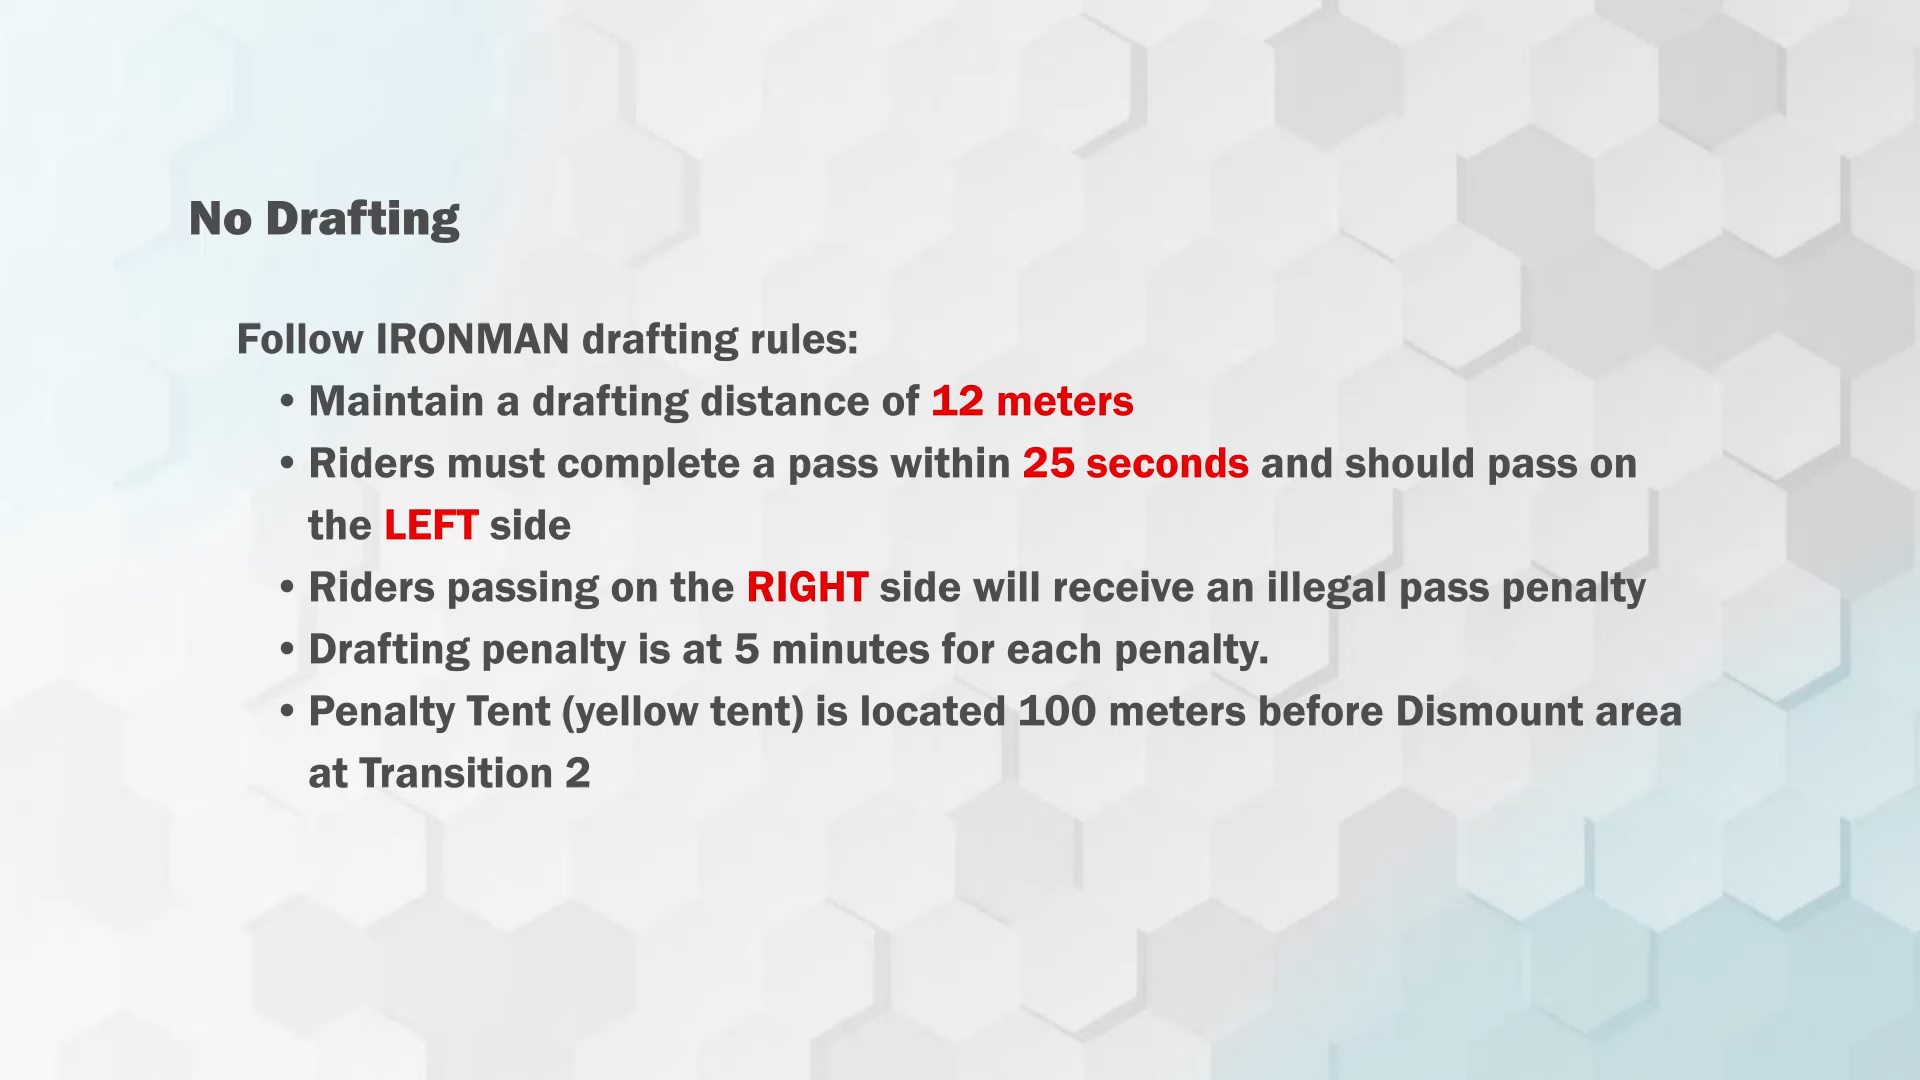 No Drafting
Follow IRONMAN drafting rules:
• Maintain a drafting distance of 12 meters
• Riders must complete a pass within 25 seconds and should pass on
the LEFT side
• Riders passing on the RIGHT side will receive an illegal pass penalty
• Drafting penalty is at 5 minutes for each penalty.
• Penalty Tent (yellow tent) is located 100 meters before Dismount area
at Transition 2